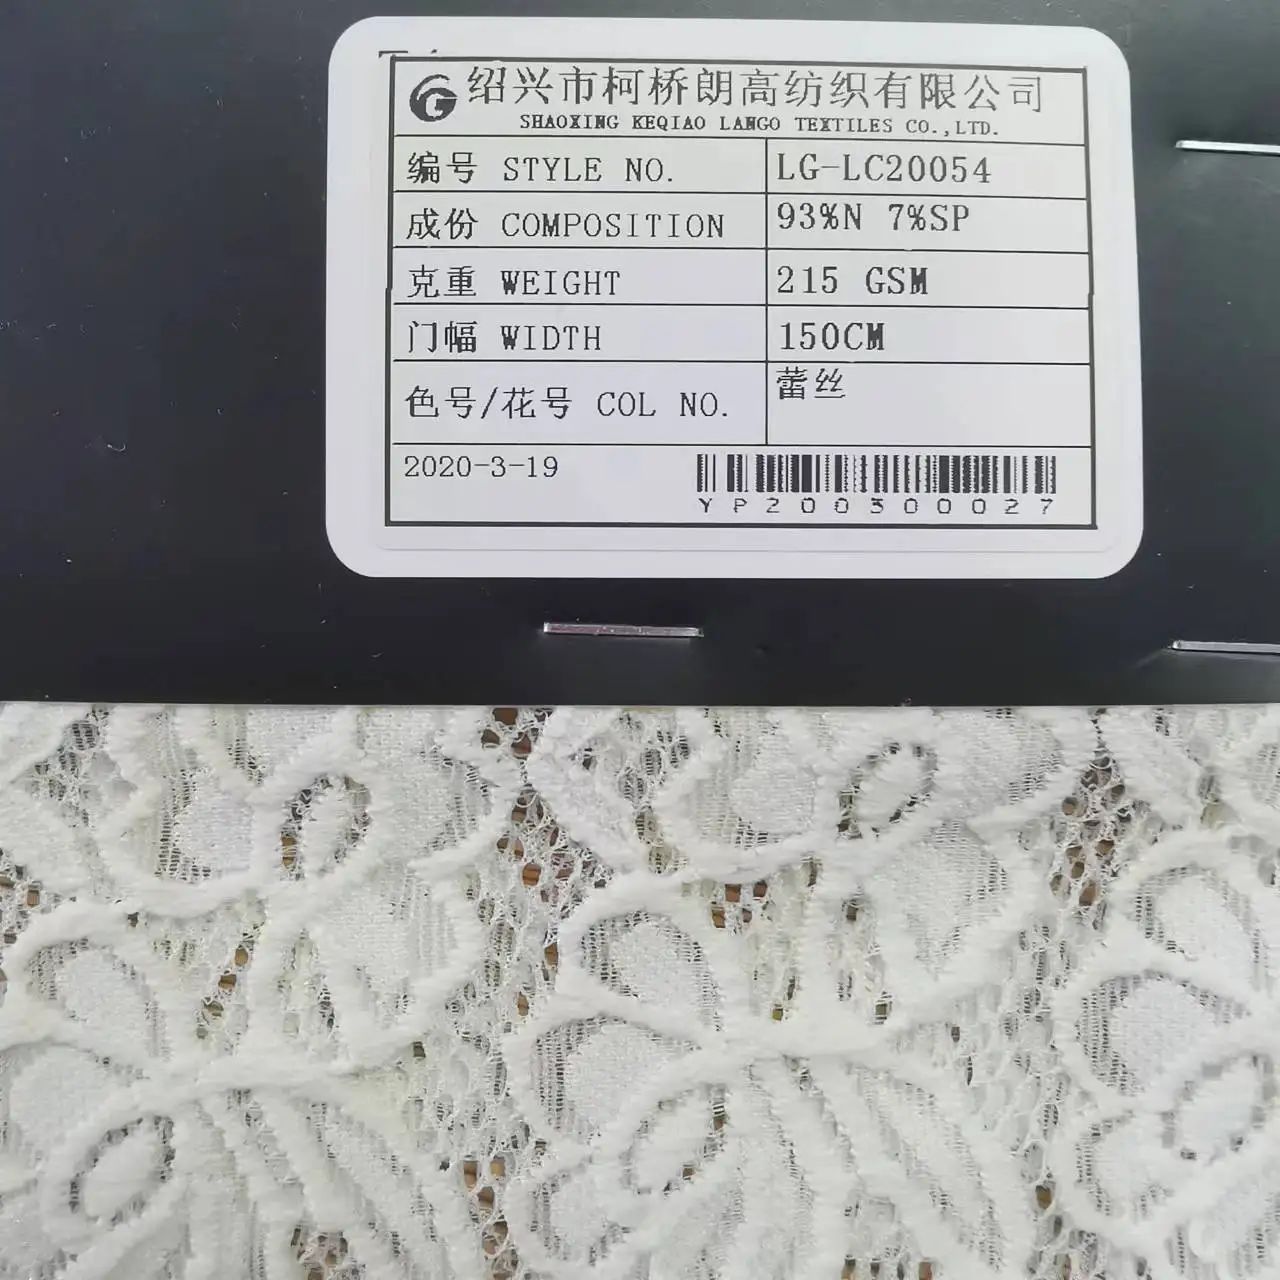 绍兴市柯桥朗高纺织有限公司
SHAOXING KEQIAO LANGO TEXTILES CO.,LTD.
编号 STYLE NO. LG-LC20054
成份 COMPOSITION 93%N 7%SP
克重 WEIGHT 215 GSM
门幅 WIDTH 150CM
色号/花号 COL NO. 蕾丝
2020-3-19
YP200300027